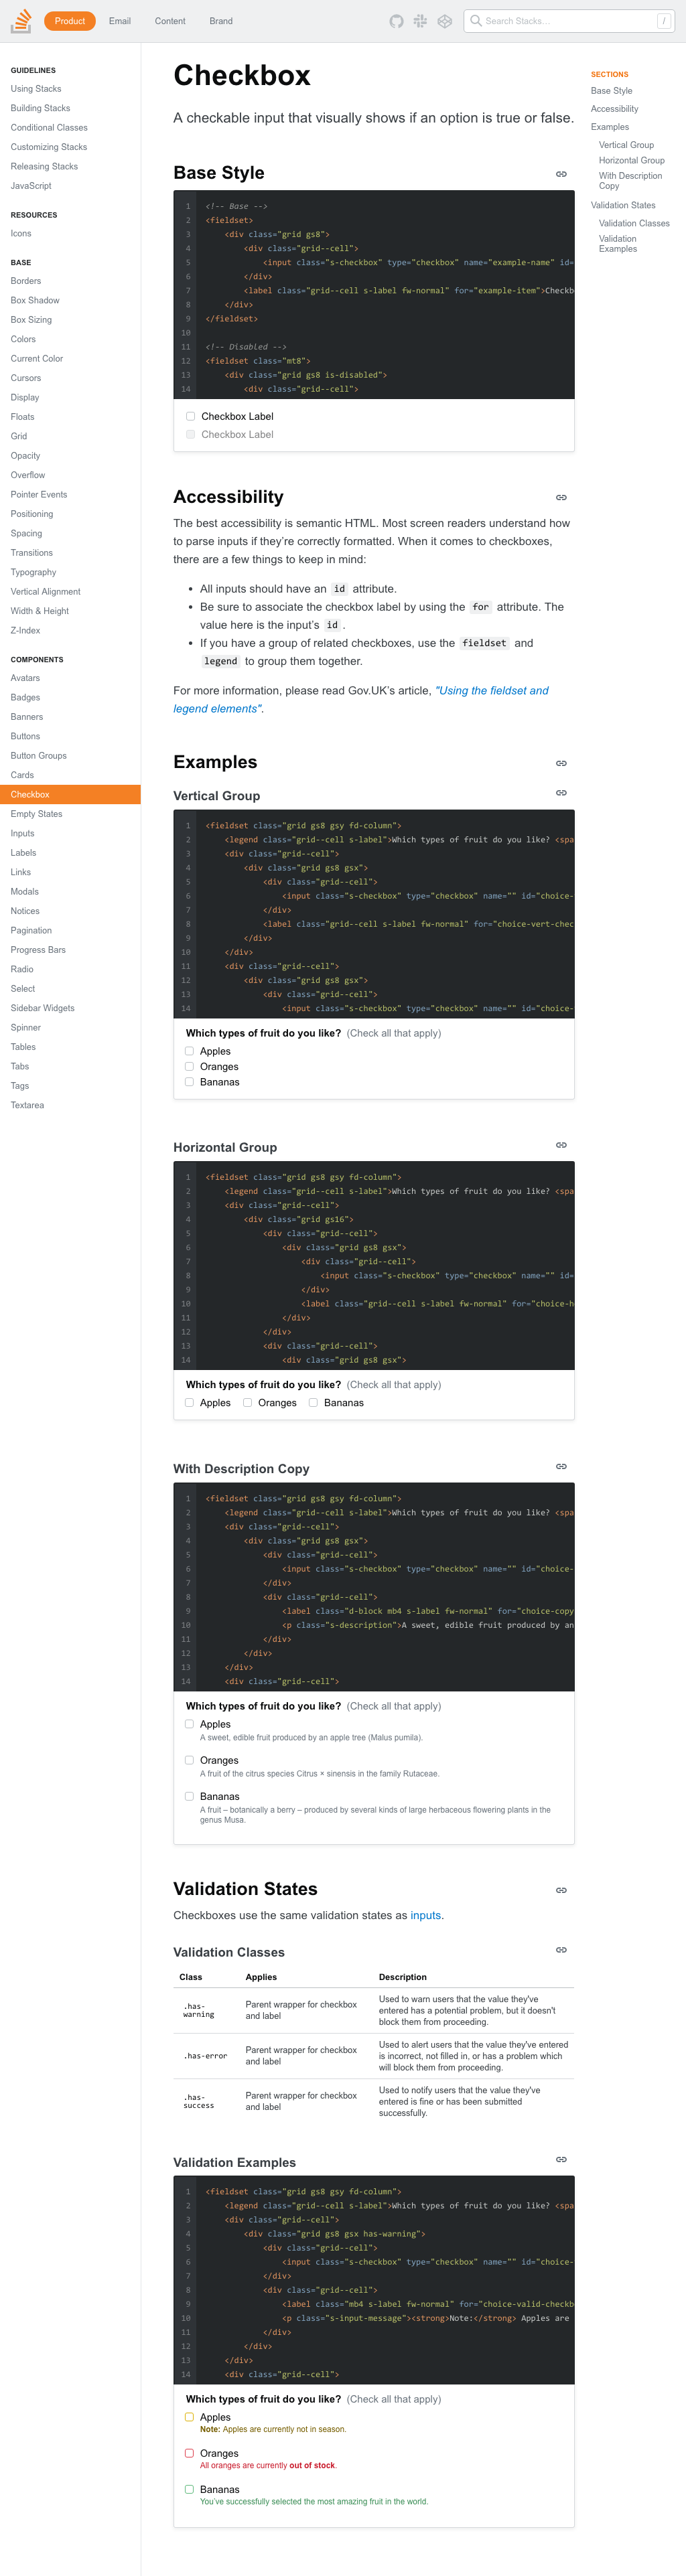 Product
Email
Content
Brand
Search Stacks…
/
GUIDELINES
Using Stacks
Building Stacks
Conditional Classes
Customizing Stacks
Releasing Stacks
JavaScript
RESOURCES
Icons
BASE
Borders
Box Shadow
Box Sizing
Colors
Current Color
Cursors
Display
Floats
Grid
Opacity
Overflow
Pointer Events
Positioning
Spacing
Transitions
Typography
Vertical Alignment
Width & Height
Z-Index
COMPONENTS
Avatars
Badges
Banners
Buttons
Button Groups
Cards
Checkbox
Empty States
Inputs
Labels
Links
Modals
Notices
Pagination
Progress Bars
Radio
Select
Sidebar Widgets
Spinner
Tables
Tabs
Tags
Textarea
Checkbox
A checkable input that visually shows if an option is true or false.
Base Style
1 <!-- Base -->
2 <fieldset>
3 <div class="grid gs8">
4 <div class="grid--cell">
5 <input class="s-checkbox" type="checkbox" name="example-name" id=
6 </div>
7 <label class="grid--cell s-label fw-normal" for="example-item">Checkb
8 </div>
9 </fieldset>
10
11 <!-- Disabled -->
12 <fieldset class="mt8">
13 <div class="grid gs8 is-disabled">
14 <div class="grid--cell">
Checkbox Label
Checkbox Label
Accessibility
The best accessibility is semantic HTML. Most screen readers understand how
to parse inputs if they're correctly formatted. When it comes to checkboxes,
there are a few things to keep in mind:
• All inputs should have an id attribute.
• Be sure to associate the checkbox label by using the for attribute. The
value here is the input's id .
• If you have a group of related checkboxes, use the fieldset and
legend to group them together.
For more information, please read Gov.UK's article, "Using the fieldset and
legend elements".
Examples
Vertical Group
1 <fieldset class="grid gs8 gsy fd-column">
2 <legend class="grid--cell s-label">Which types of fruit do you like? <spa
3 <div class="grid--cell">
4 <div class="grid gs8 gsx">
5 <div class="grid--cell">
6 <input class="s-checkbox" type="checkbox" name="" id="choice-
7 </div>
8 <label class="grid--cell s-label fw-normal" for="choice-vert-chec
9 </div>
10 </div>
11 <div class="grid--cell">
12 <div class="grid gs8 gsx">
13 <div class="grid--cell">
14 <input class="s-checkbox" type="checkbox" name="" id="choice-
Which types of fruit do you like? (Check all that apply)
Apples
Oranges
Bananas
Horizontal Group
1 <fieldset class="grid gs8 gsy fd-column">
2 <legend class="grid--cell s-label">Which types of fruit do you like? <spa
3 <div class="grid--cell">
4 <div class="grid gs16">
5 <div class="grid--cell">
6 <div class="grid gs8 gsx">
7 <div class="grid--cell">
8 <input class="s-checkbox" type="checkbox" name="" id=
9 </div>
10 <label class="grid--cell s-label fw-normal" for="choice-h
11 </div>
12 </div>
13 <div class="grid--cell">
14 <div class="grid gs8 gsx">
Which types of fruit do you like? (Check all that apply)
Apples Oranges Bananas
With Description Copy
1 <fieldset class="grid gs8 gsy fd-column">
2 <legend class="grid--cell s-label">Which types of fruit do you like? <spa
3 <div class="grid--cell">
4 <div class="grid gs8 gsx">
5 <div class="grid--cell">
6 <input class="s-checkbox" type="checkbox" name="" id="choice-
7 </div>
8 <div class="grid--cell">
9 <label class="d-block mb4 s-label fw-normal" for="choice-copy
10 <p class="s-description">A sweet, edible fruit produced by an
11 </div>
12 </div>
13 </div>
14 <div class="grid--cell">
Which types of fruit do you like? (Check all that apply)
Apples
A sweet, edible fruit produced by an apple tree (Malus pumila).
Oranges
A fruit of the citrus species Citrus × sinensis in the family Rutaceae.
Bananas
A fruit – botanically a berry – produced by several kinds of large herbaceous flowering plants in the
genus Musa.
Validation States
Checkboxes use the same validation states as inputs.
Validation Classes
Class Applies Description
.has-
warning
Parent wrapper for checkbox
and label
Used to warn users that the value they've
entered has a potential problem, but it doesn't
block them from proceeding.
.has-error
Parent wrapper for checkbox
and label
Used to alert users that the value they've entered
is incorrect, not filled in, or has a problem which
will block them from proceeding.
.has-
success
Parent wrapper for checkbox
and label
Used to notify users that the value they've
entered is fine or has been submitted
successfully.
Validation Examples
1 <fieldset class="grid gs8 gsy fd-column">
2 <legend class="grid--cell s-label">Which types of fruit do you like? <spa
3 <div class="grid--cell">
4 <div class="grid gs8 gsx has-warning">
5 <div class="grid--cell">
6 <input class="s-checkbox" type="checkbox" name="" id="choice-
7 </div>
8 <div class="grid--cell">
9 <label class="mb4 s-label fw-normal" for="choice-valid-checkb
10 <p class="s-input-message"><strong>Note:</strong> Apples are
11 </div>
12 </div>
13 </div>
14 <div class="grid--cell">
Which types of fruit do you like? (Check all that apply)
Apples
Note: Apples are currently not in season.
Oranges
All oranges are currently out of stock.
Bananas
You've successfully selected the most amazing fruit in the world.
SECTIONS
Base Style
Accessibility
Examples
Vertical Group
Horizontal Group
With Description
Copy
Validation States
Validation Classes
Validation
Examples